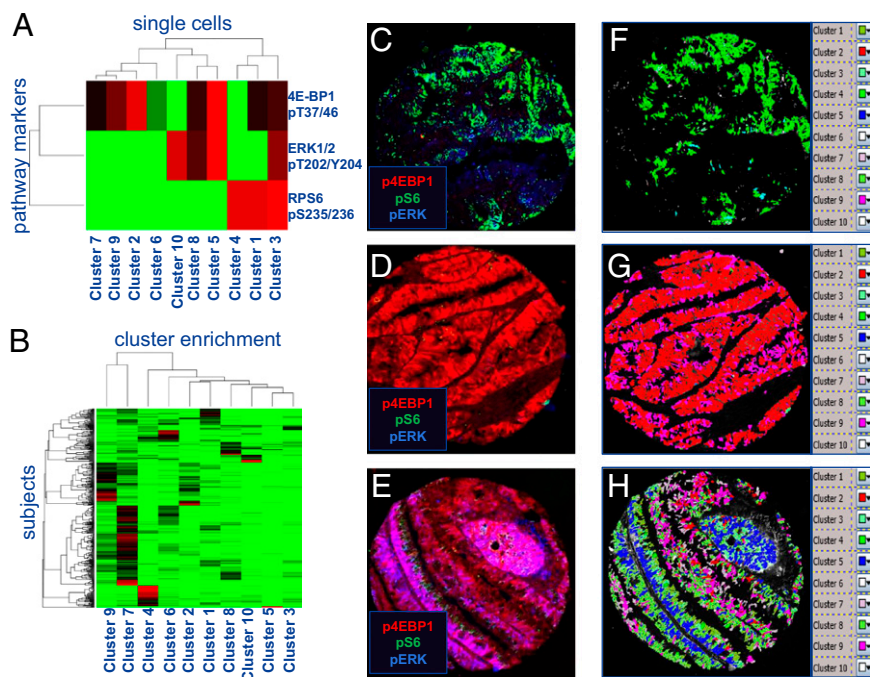 A
single cells
pathway markers
4E-BP1
pT37/46
ERK1/2
pT202/Y204
RPS6
pS235/236
Cluster 7
Cluster 9
Cluster 2
Cluster 6
Cluster 10
Cluster 8
Cluster 5
Cluster 4
Cluster 1
Cluster 3
B
cluster enrichment
subjects
Cluster 9
Cluster 7
Cluster 4
Cluster 6
Cluster 2
Cluster 1
Cluster 8
Cluster 10
Cluster 5
Cluster 3
C
p4EBP1
pS6
pERK
D
p4EBP1
pS6
pERK
E
p4EBP1
pS6
pERK
F
Cluster 1
Cluster 2
Cluster 3
Cluster 4
Cluster 5
Cluster 6
Cluster 7
Cluster 8
Cluster 9
Cluster 10
G
Cluster 1
Cluster 2
Cluster 3
Cluster 4
Cluster 5
Cluster 6
Cluster 7
Cluster 8
Cluster 9
Cluster 10
H
Cluster 1
Cluster 2
Cluster 3
Cluster 4
Cluster 5
Cluster 6
Cluster 7
Cluster 8
Cluster 9
Cluster 10